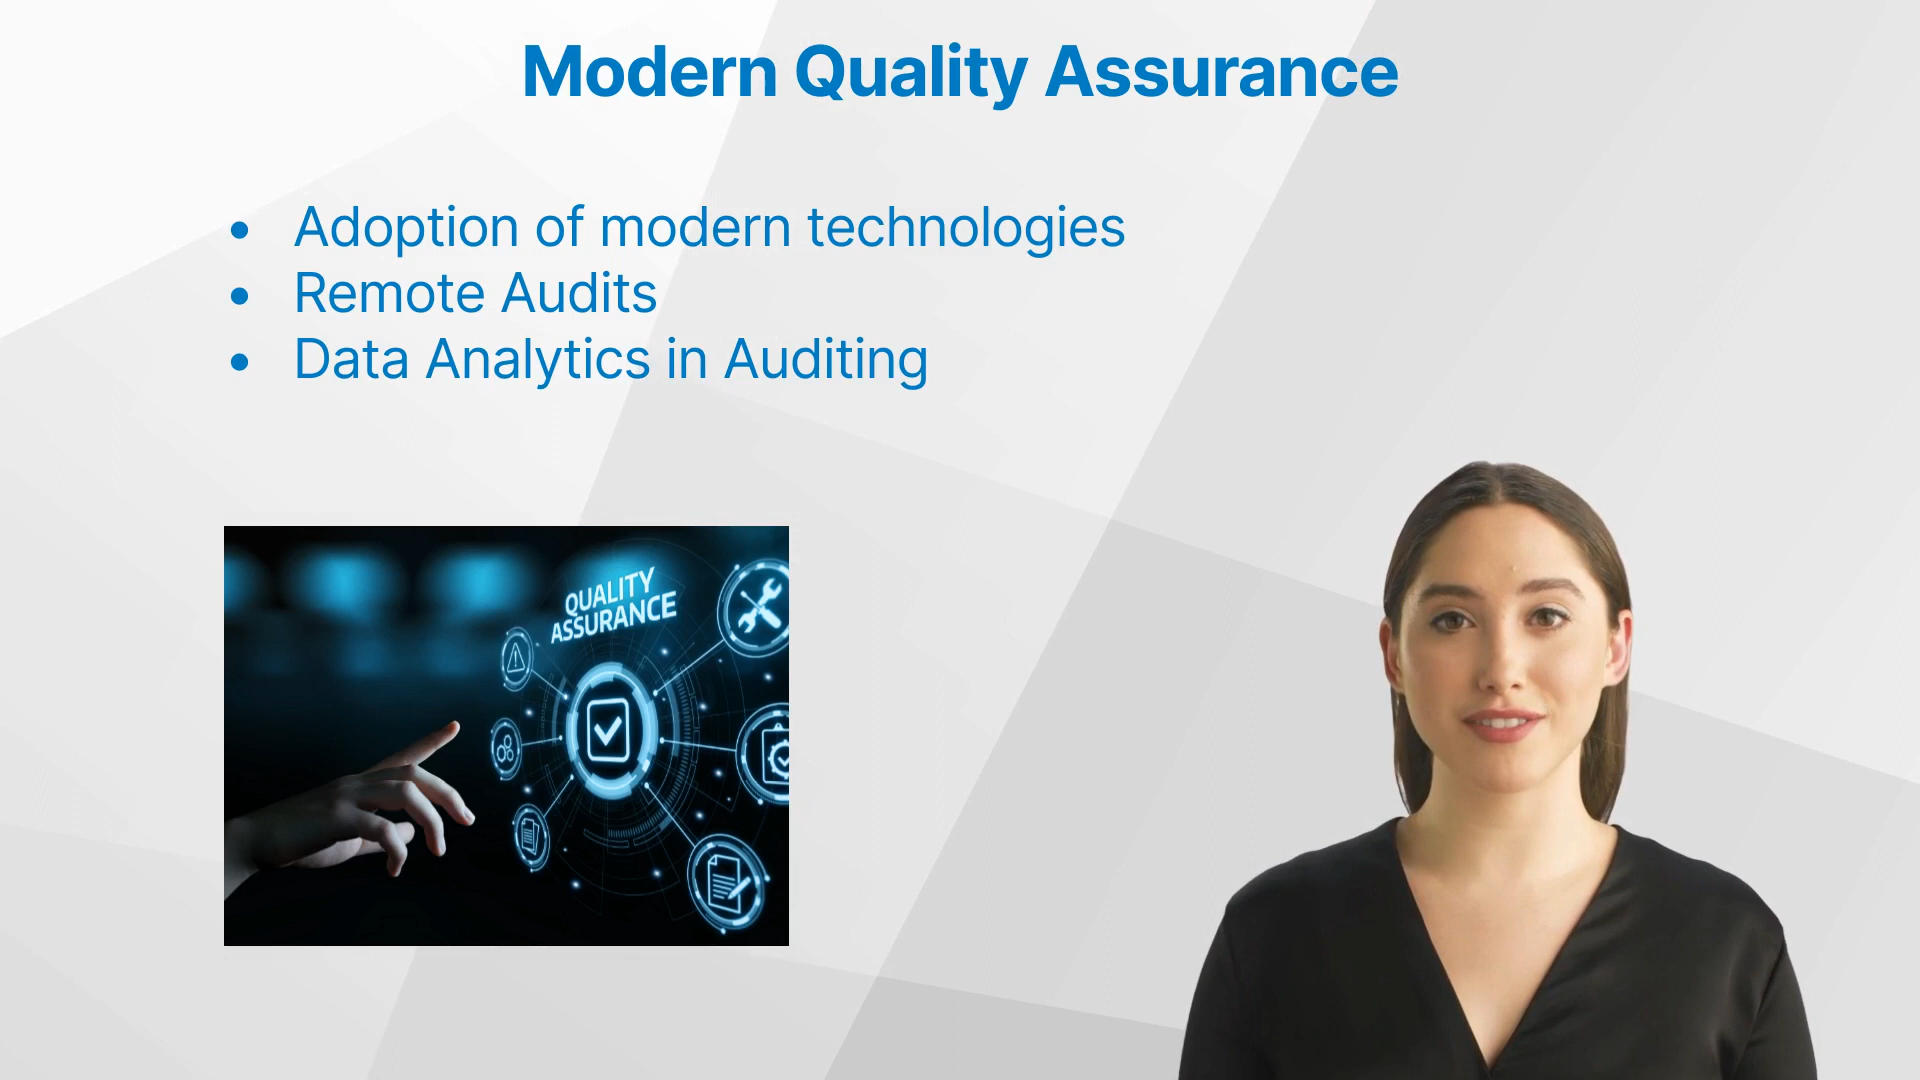 Modern Quality Assurance
• Adoption of modern technologies
• Remote Audits
• Data Analytics in Auditing
QUALITY
ASSURANCE